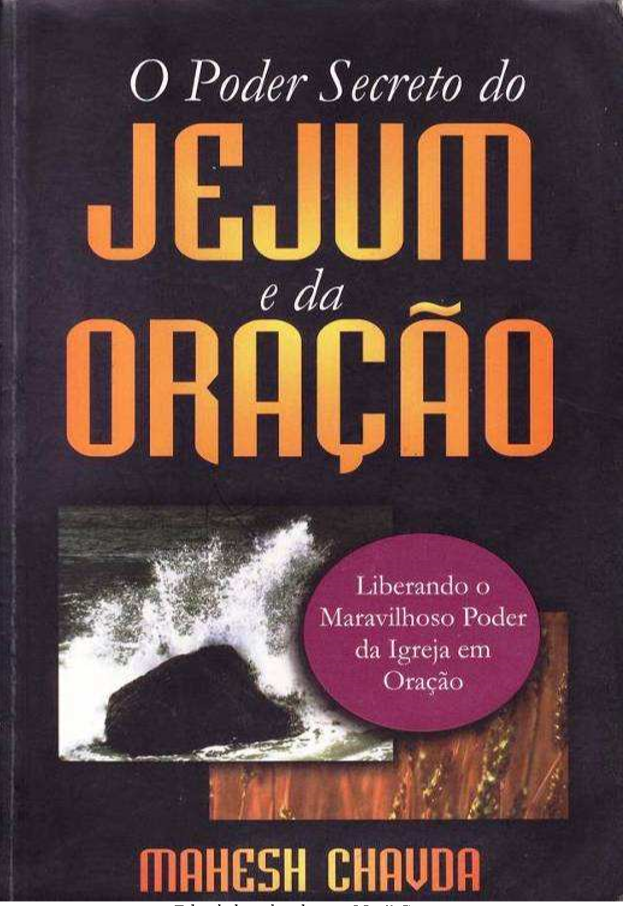 O Poder Secreto do
JEJUM
e da
ORAÇÃO
Liberando o
Maravilhoso Poder
da Igreja em
Oração
MAHESH CHAVDA